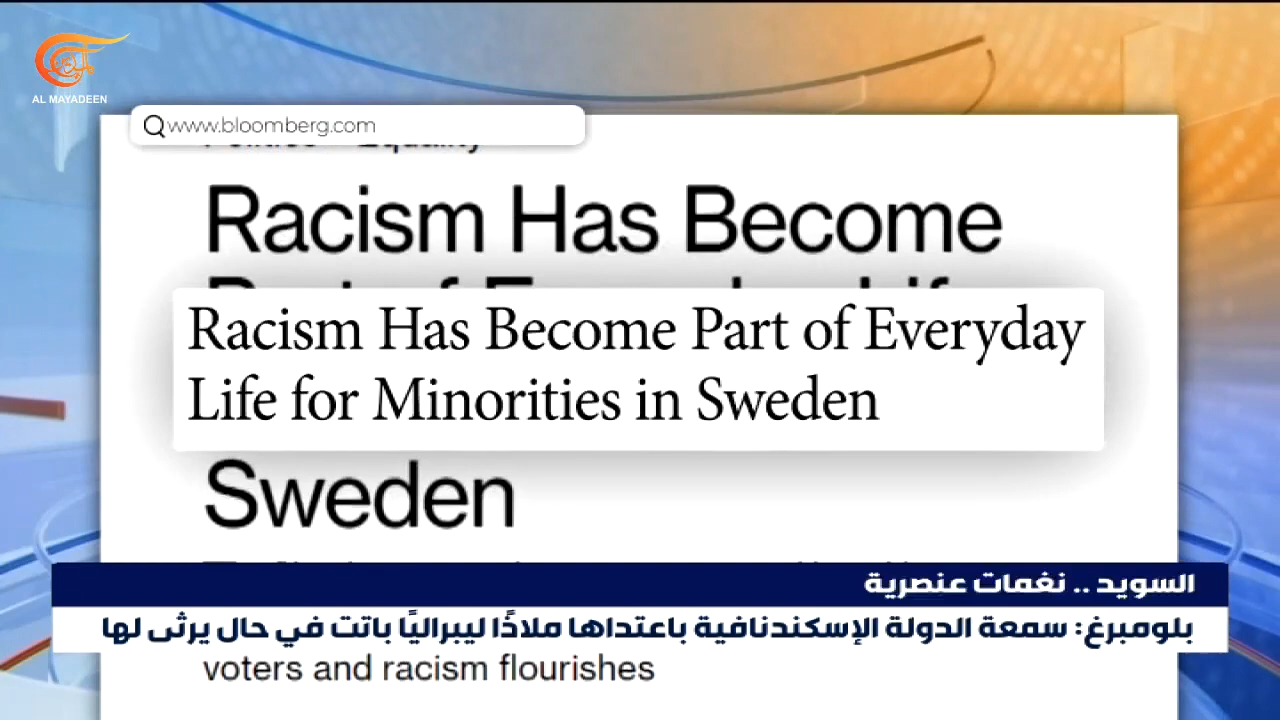 AL MAYADEEN
www.bloomberg.com
Racism Has Become
Racism Has Become Part of Everyday
Life for Minorities in Sweden
Sweden
السويد .. نغمات عنصرية
بلومبرغ: سمعة الدولة الإسكندنافية باعتداها ملاذًا ليبراليًا باتت في حال يرثى لها
voters and racism flourishes